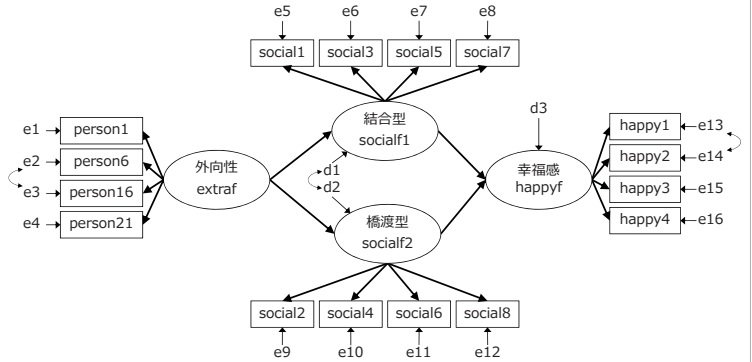 e5
e6
e7
e8
social1
social3
social5
social7
結合型
socialf1
e1
person1
e2
person6
e3
person16
e4
person21
外向性
extraf
d1
d2
d3
幸福感
happyf
happy1
e13
happy2
e14
happy3
e15
happy4
e16
橋渡型
socialf2
social2
social4
social6
social8
e9
e10
e11
e12